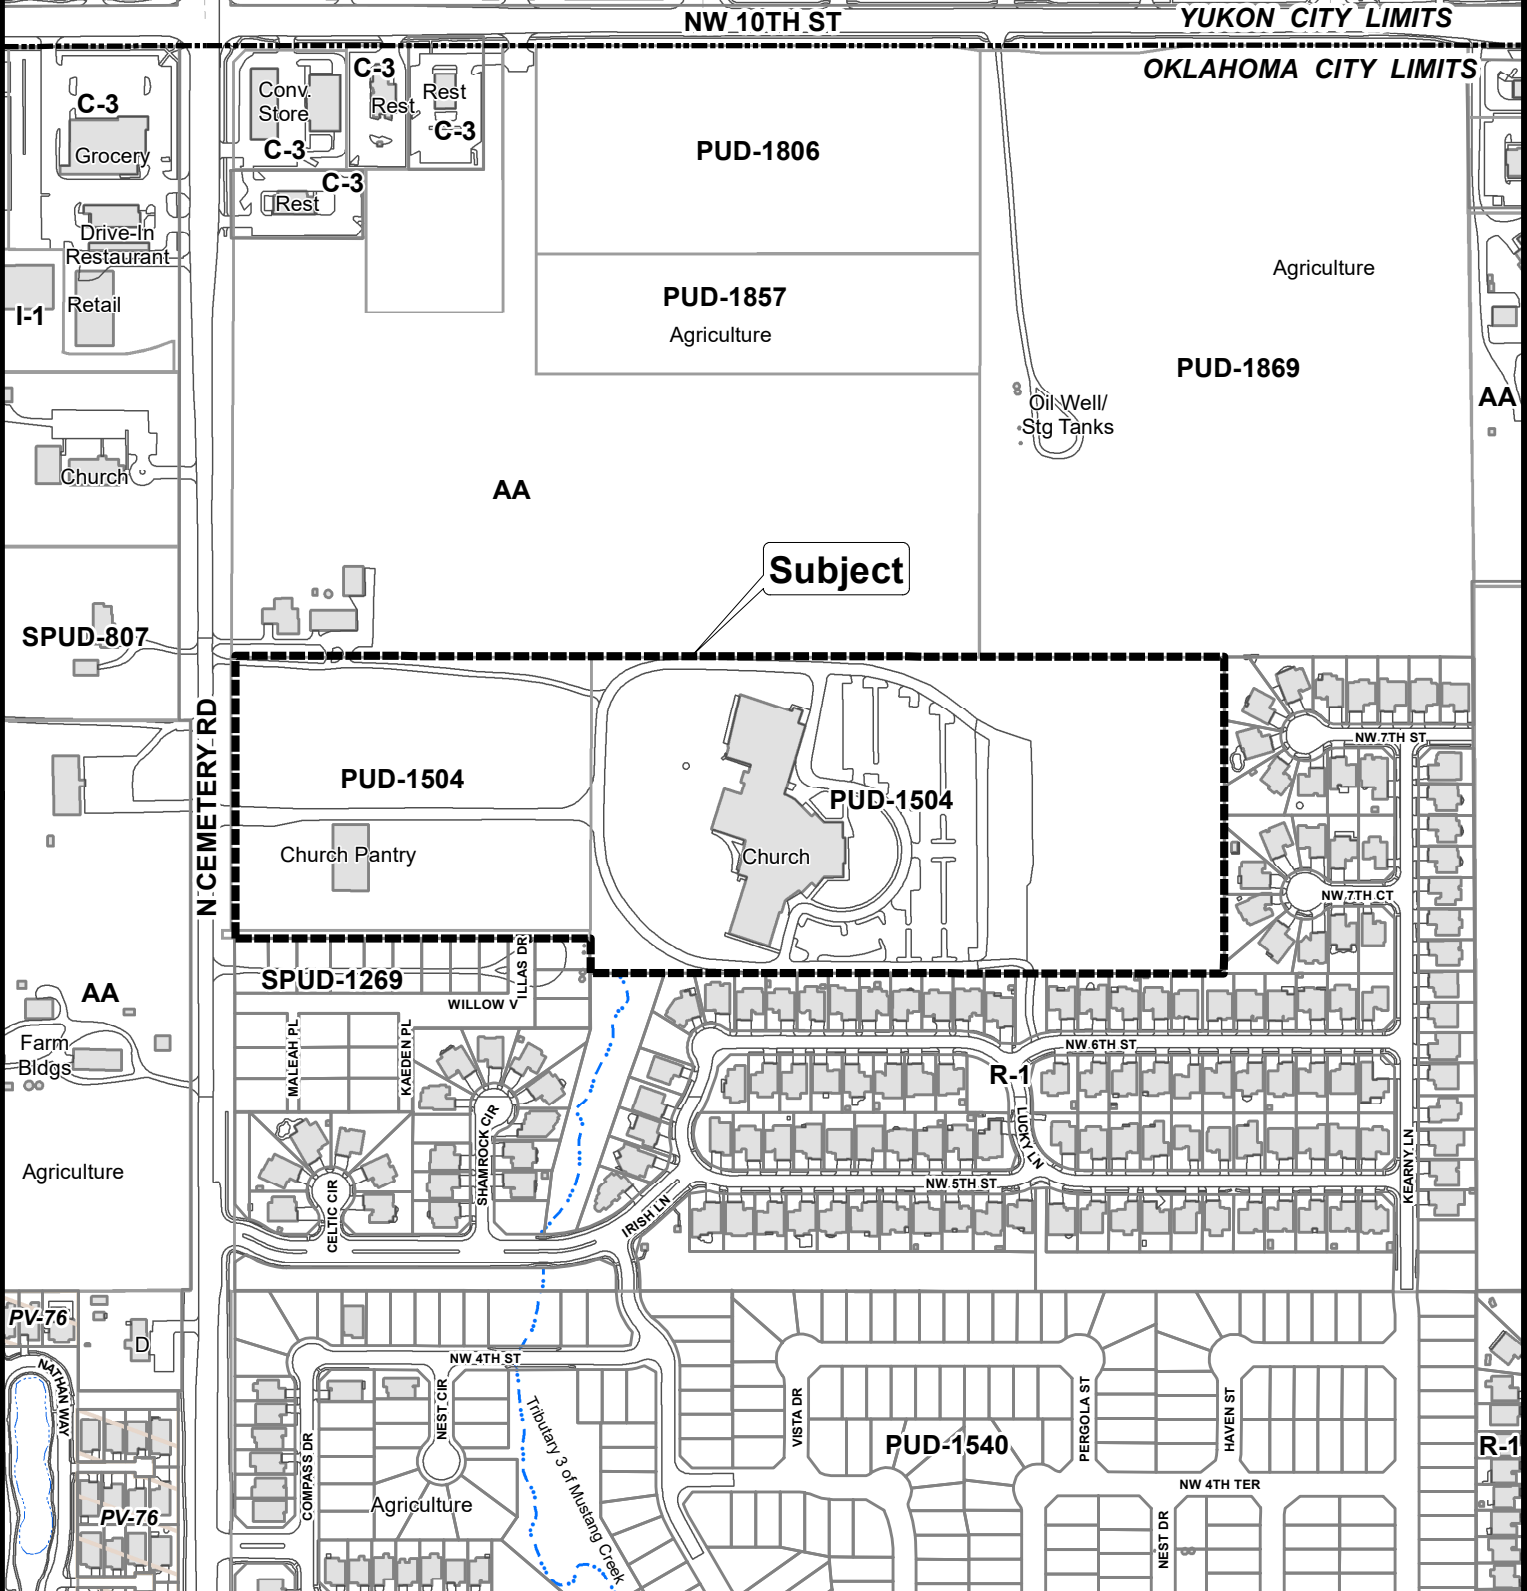 NW 10TH ST
YUKON CITY LIMITS
OKLAHOMA CITY LIMITS
C-3
Grocery
Conv.
Store
C-3
C-3
Rest
Rest
C-3
C-3
Rest
Drive-In
Restaurant
Retail
I-1
PUD-1806
PUD-1857
Agriculture
Agriculture
PUD-1869
Oil Well/
Stg Tanks
AA
Church
AA
Subject
SPUD-807
N CEMETERY RD
PUD-1504
Church Pantry
PUD-1504
Church
NW 7TH ST
NW 7TH CT
SPUD-1269
WILLOW V
ILLAS DR
AA
Farm
Bldgs
MALEAH PL
KAEDEN PL
NW 6TH ST
R-1
LUCKY LN
KEARNY LN
SHAMROCK CIR
CELTIC CIR
Agriculture
NW 5TH ST
IRISH LN
PV-76
D
NATHAN WAY
NW 4TH ST
NEST CIR
COMPASS DR
Tributary 3 of Mustang Creek
VISTA DR
PERGOLA ST
HAVEN ST
PUD-1540
R-1
NW 4TH TER
Agriculture
PV-76
NEST DR